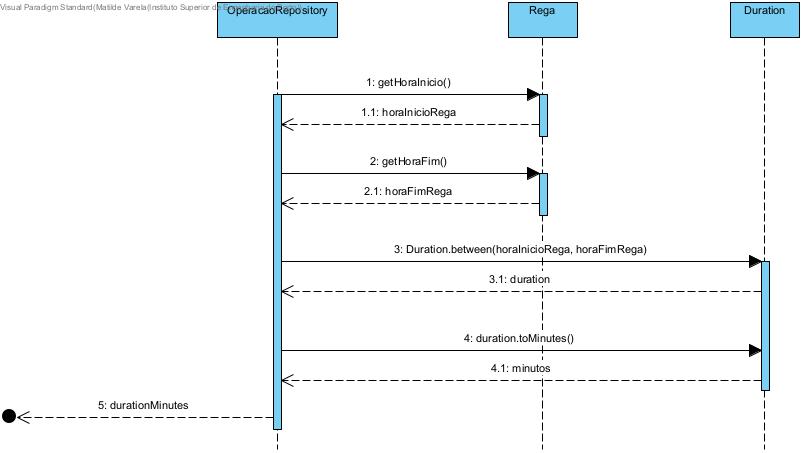 Visual Paradigm Standard(Matilde Varela(Instituto Superior de
OperacaoRepository
Rega
Duration
1: getHoraInicio()
1.1: horaInicioRega
2: getHoraFim()
2.1: horaFimRega
3: Duration.between(horaInicioRega, horaFimRega)
3.1: duration
4: duration.toMinutes()
4.1: minutos
5: durationMinutes